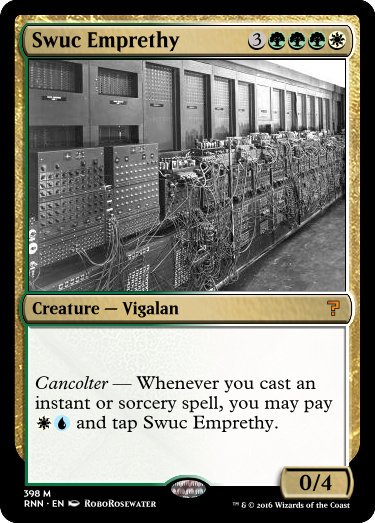 Swuc Emprethy 3
Creature — Vigalan
Cancolter — Whenever you cast an
instant or sorcery spell, you may pay
and tap Swuc Emprethy.
0/4
398 M
RNN • EN RoboRosewater
™ & © 2016 Wizards of the Coast